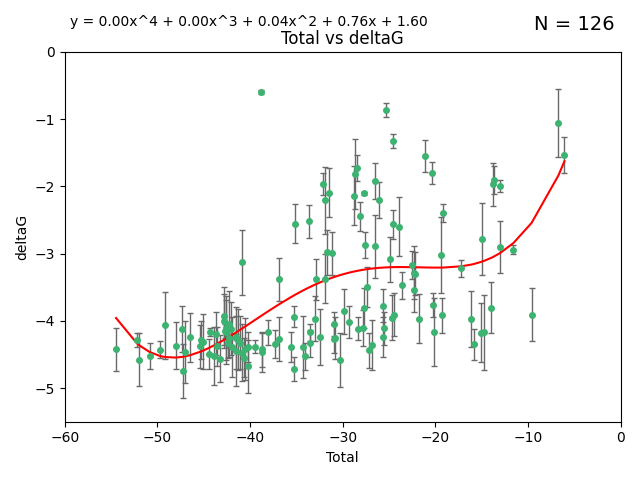 y = 0.00x^4 + 0.00x^3 + 0.04x^2 + 0.76x + 1.60
N = 126
Total vs deltaG
0
−1
−2
−3
−4
−5
deltaG
−60 −50 −40 −30 −20 −10 0
Total